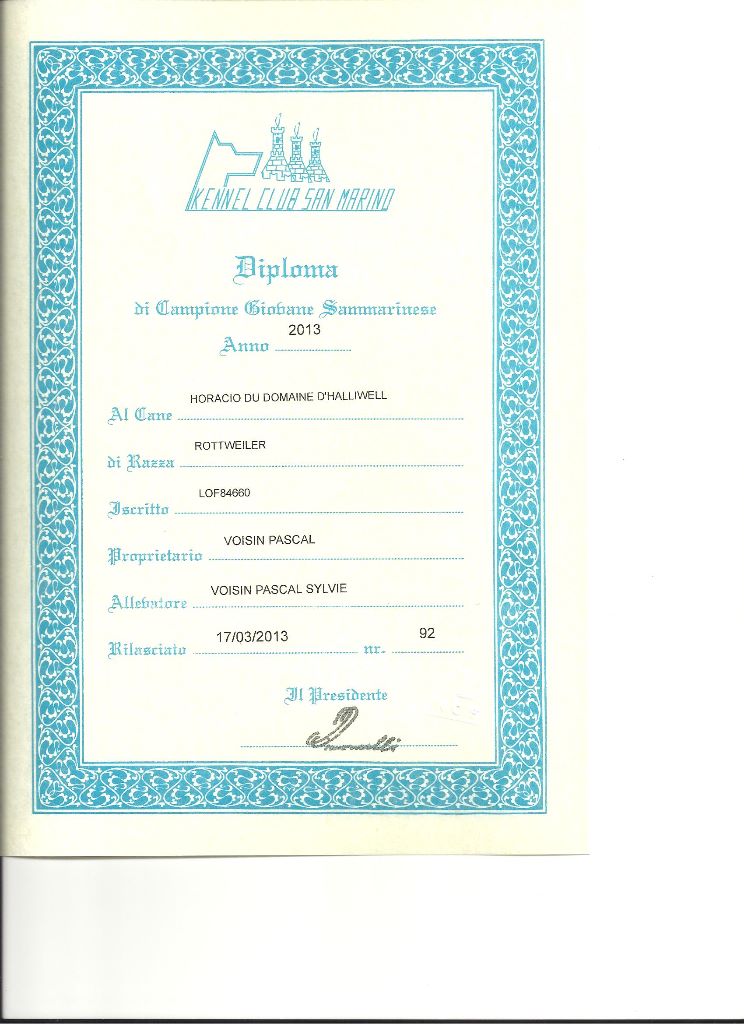 KENNEL CLUB SAN MARINO
Diploma
di Campione Giovane Sammarinese
2013
Anno
HORACIO DU DOMAINE D'HALLIWELL
Al Cane
ROTTWEILER
di Razza
LOF84660
Iscritto
VOISIN PASCAL
Proprietario
VOISIN PASCAL SYLVIE
Allevatore
17/03/2013 92
Rilasciato nr.
Il Presidente